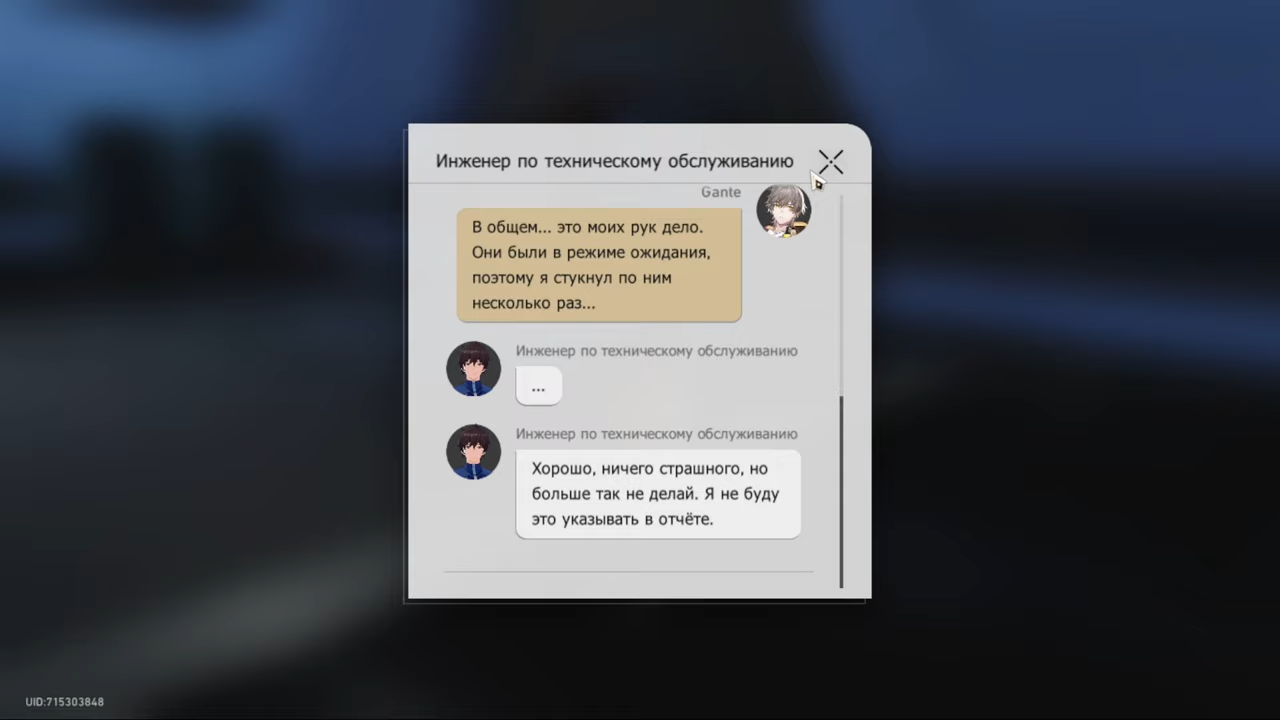 Инженер по техническому обслуживанию
Gante
В общем... это моих рук дело.
Они были в режиме ожидания,
поэтому я стукнул по ним
несколько раз...
Инженер по техническому обслуживанию
...
Инженер по техническому обслуживанию
Хорошо, ничего страшного, но
больше так не делай. Я не буду
это указывать в отчёте.
UID:715303848